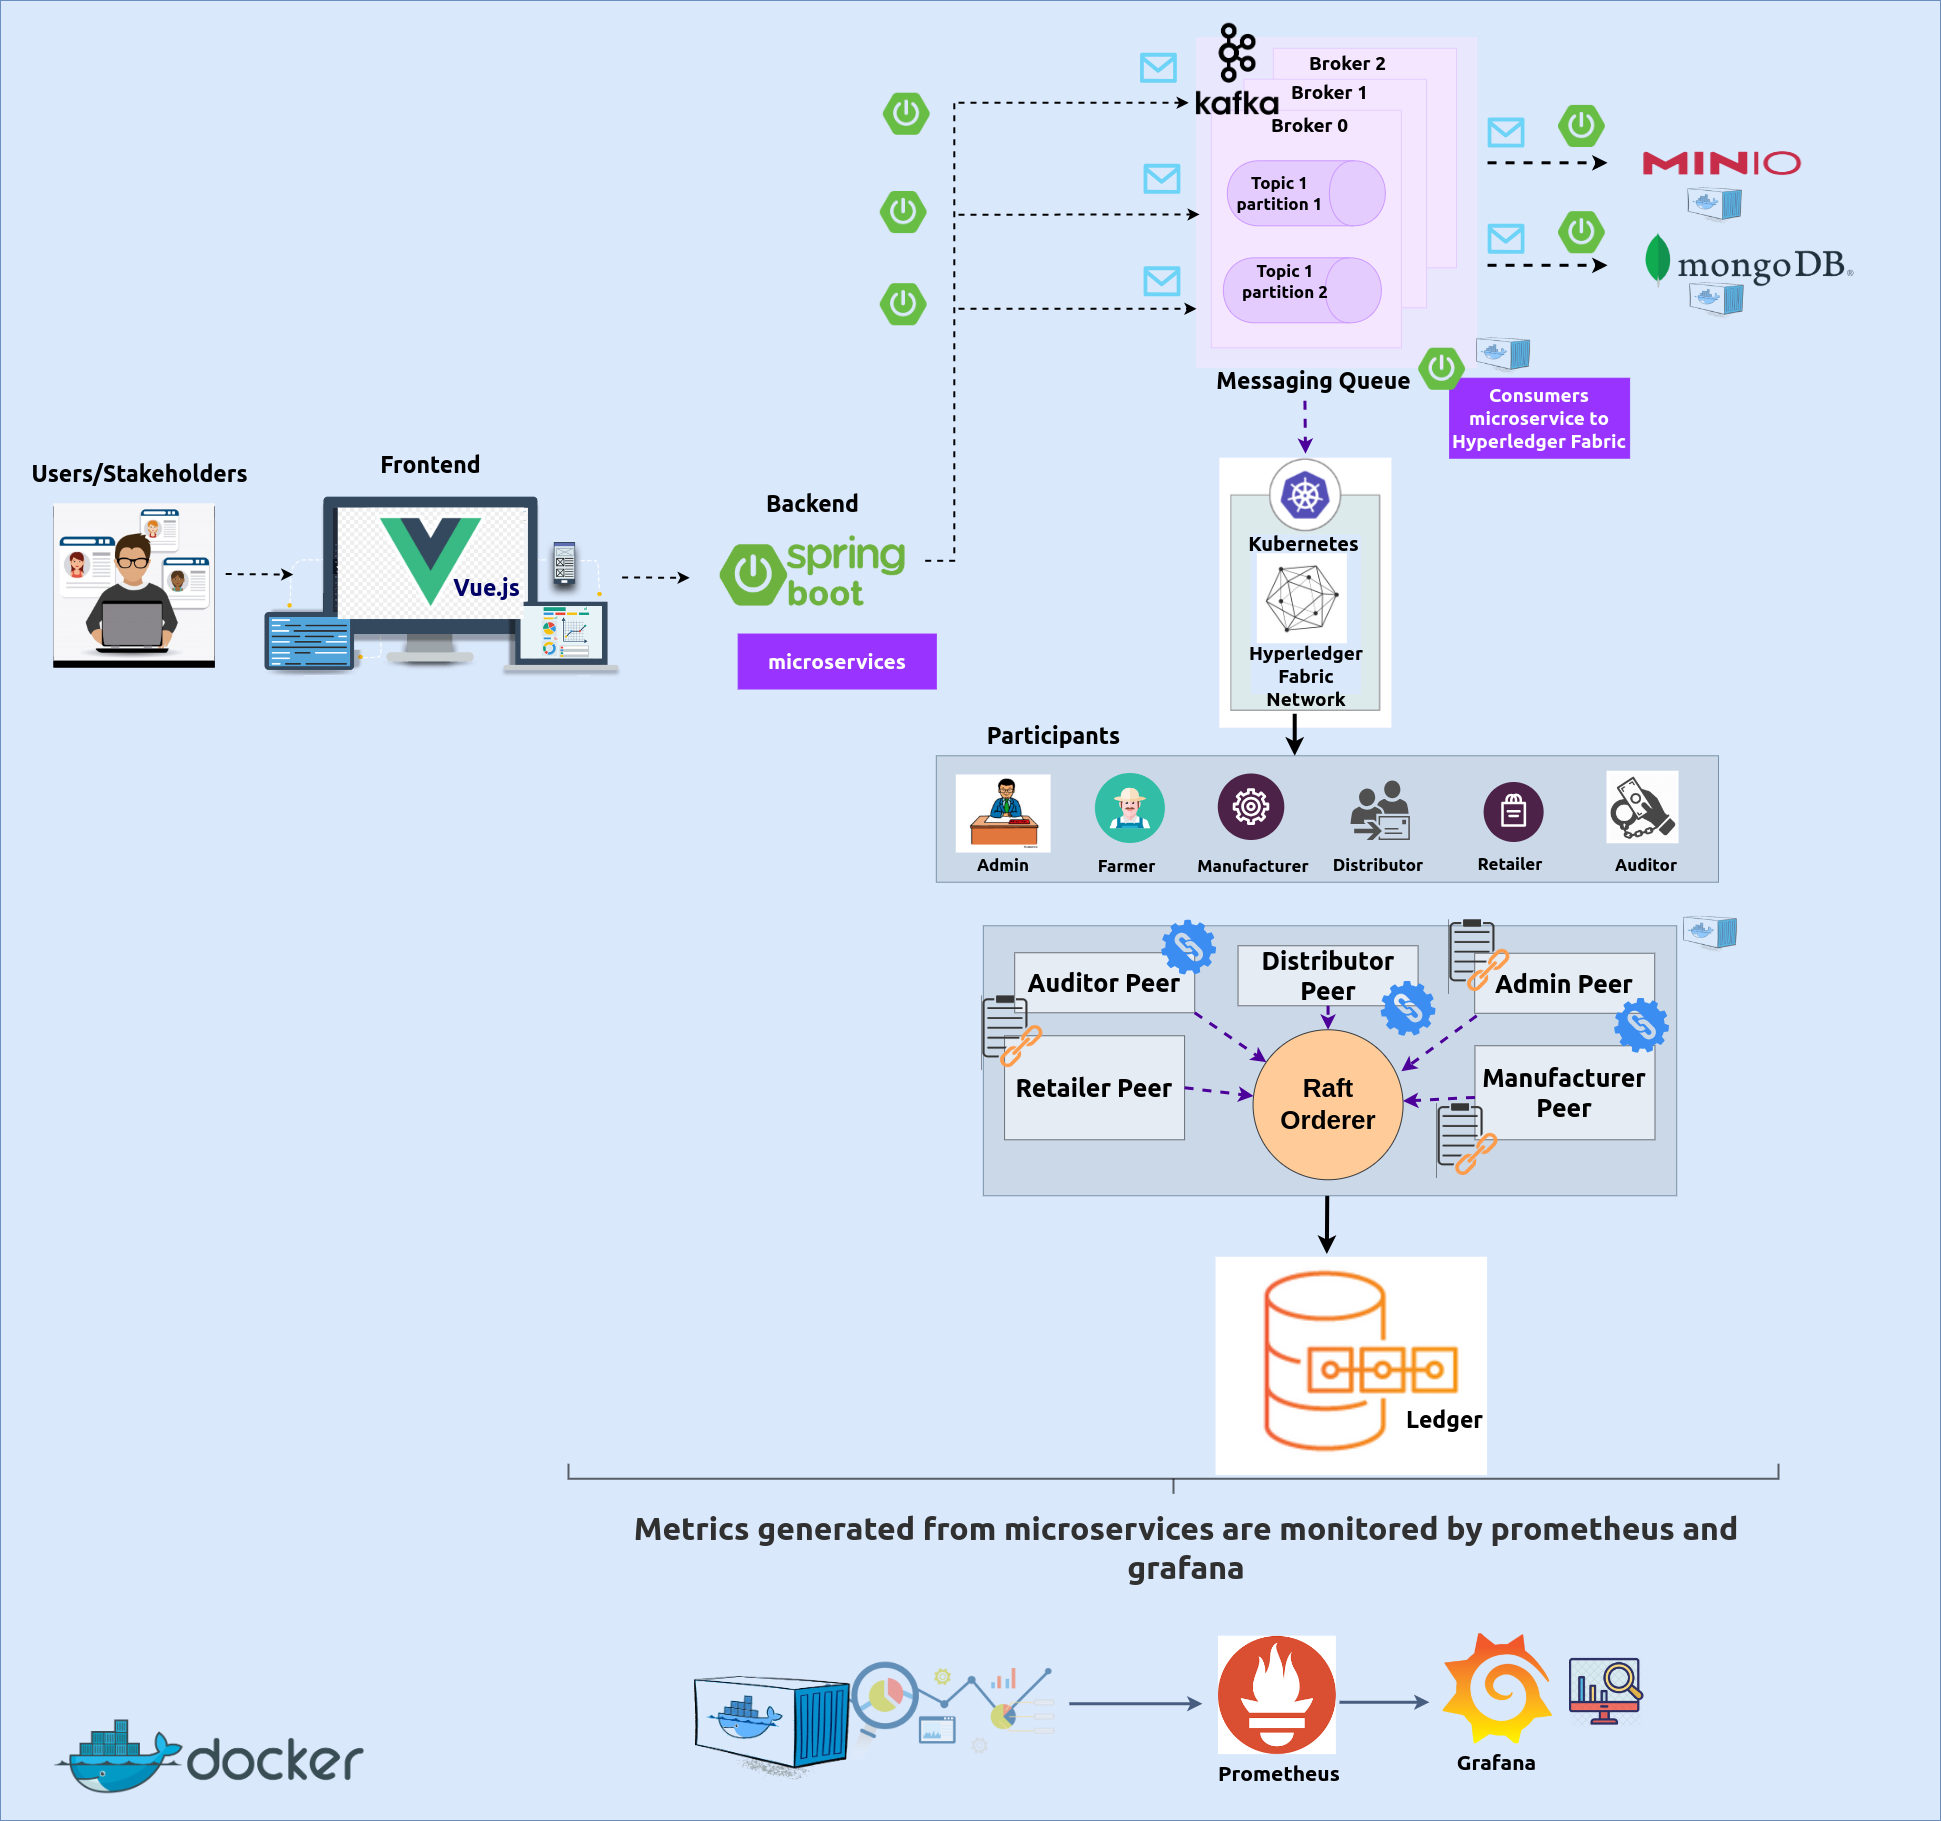 Broker 2
Broker 1
kafka
Broker 0
Topic 1
partition 1
Topic 1
partition 2
MINIO
mongoDB®
Messaging Queue
Consumers
microservice to
Hyperledger Fabric
Users/Stakeholders
Frontend
Vue.js
Backend
spring
boot
microservices
Kubernetes
Hyperledger
Fabric
Network
Participants
Admin
Farmer
Manufacturer
Distributor
Retailer
Auditor
Auditor Peer
Distributor
Peer
Admin Peer
Retailer Peer
Raft
Orderer
Manufacturer
Peer
Ledger
Metrics generated from microservices are monitored by prometheus and
grafana
docker
Prometheus
Grafana